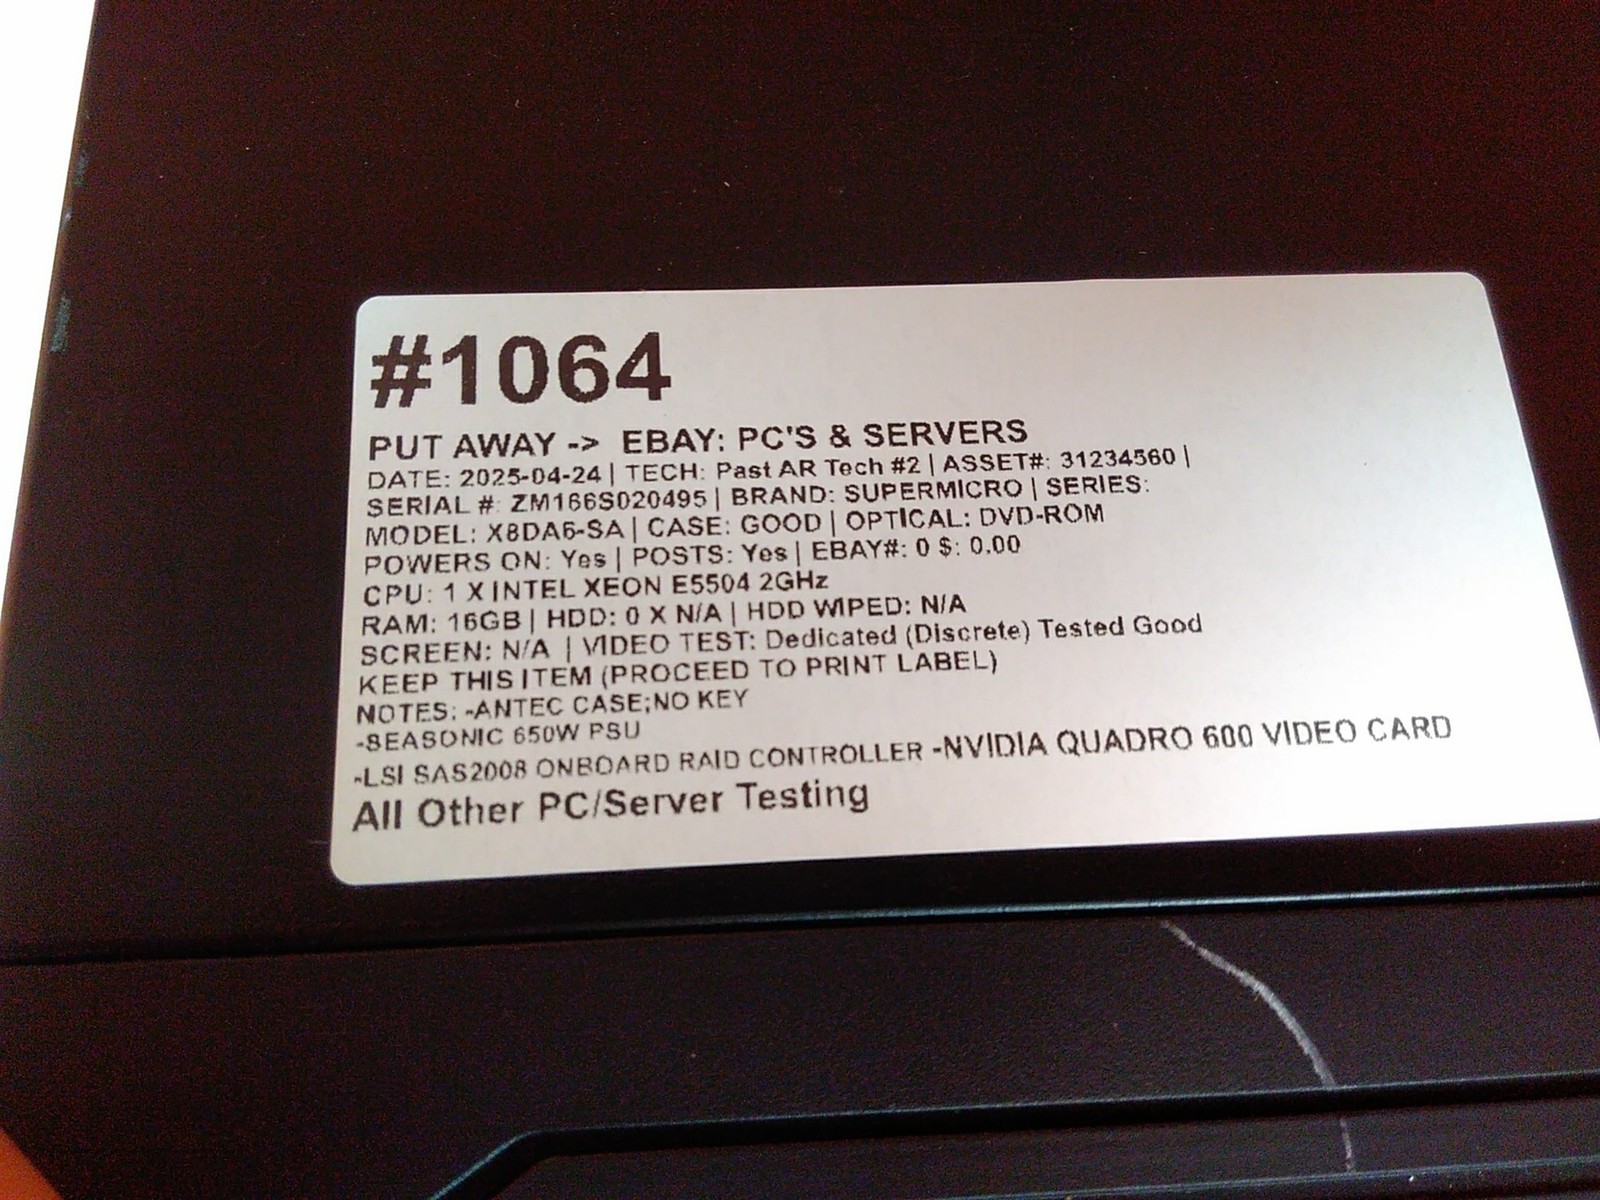 #1064
PUT AWAY -> EBAY: PC'S & SERVERS
DATE: 2025-04-24 | TECH: Past AR Tech #2 | ASSET#: 31234560 |
SERIAL #: ZM166S020495 | BRAND: SUPERMICRO | SERIES:
MODEL: X8DA6-SA | CASE: GOOD | OPTICAL: DVD-ROM
POWERS ON: Yes | POSTS: Yes | EBAY#: 0 $: 0.00
CPU: 1 X INTEL XEON E5504 2GHz
RAM: 16GB | HDD: 0 X N/A | HDD WIPED: N/A
SCREEN: N/A | VIDEO TEST: Dedicated (Discrete) Tested Good
KEEP THIS ITEM (PROCEED TO PRINT LABEL)
NOTES: -ANTEC CASE;NO KEY
-SEASONIC 650W PSU
-LSI SAS2008 ONBOARD RAID CONTROLLER -NVIDIA QUADRO 600 VIDEO CARD
All Other PC/Server Testing